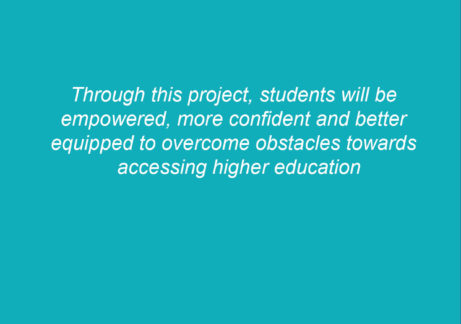 Through this project, students will be
empowered, more confident and better
equipped to overcome obstacles towards
accessing higher education